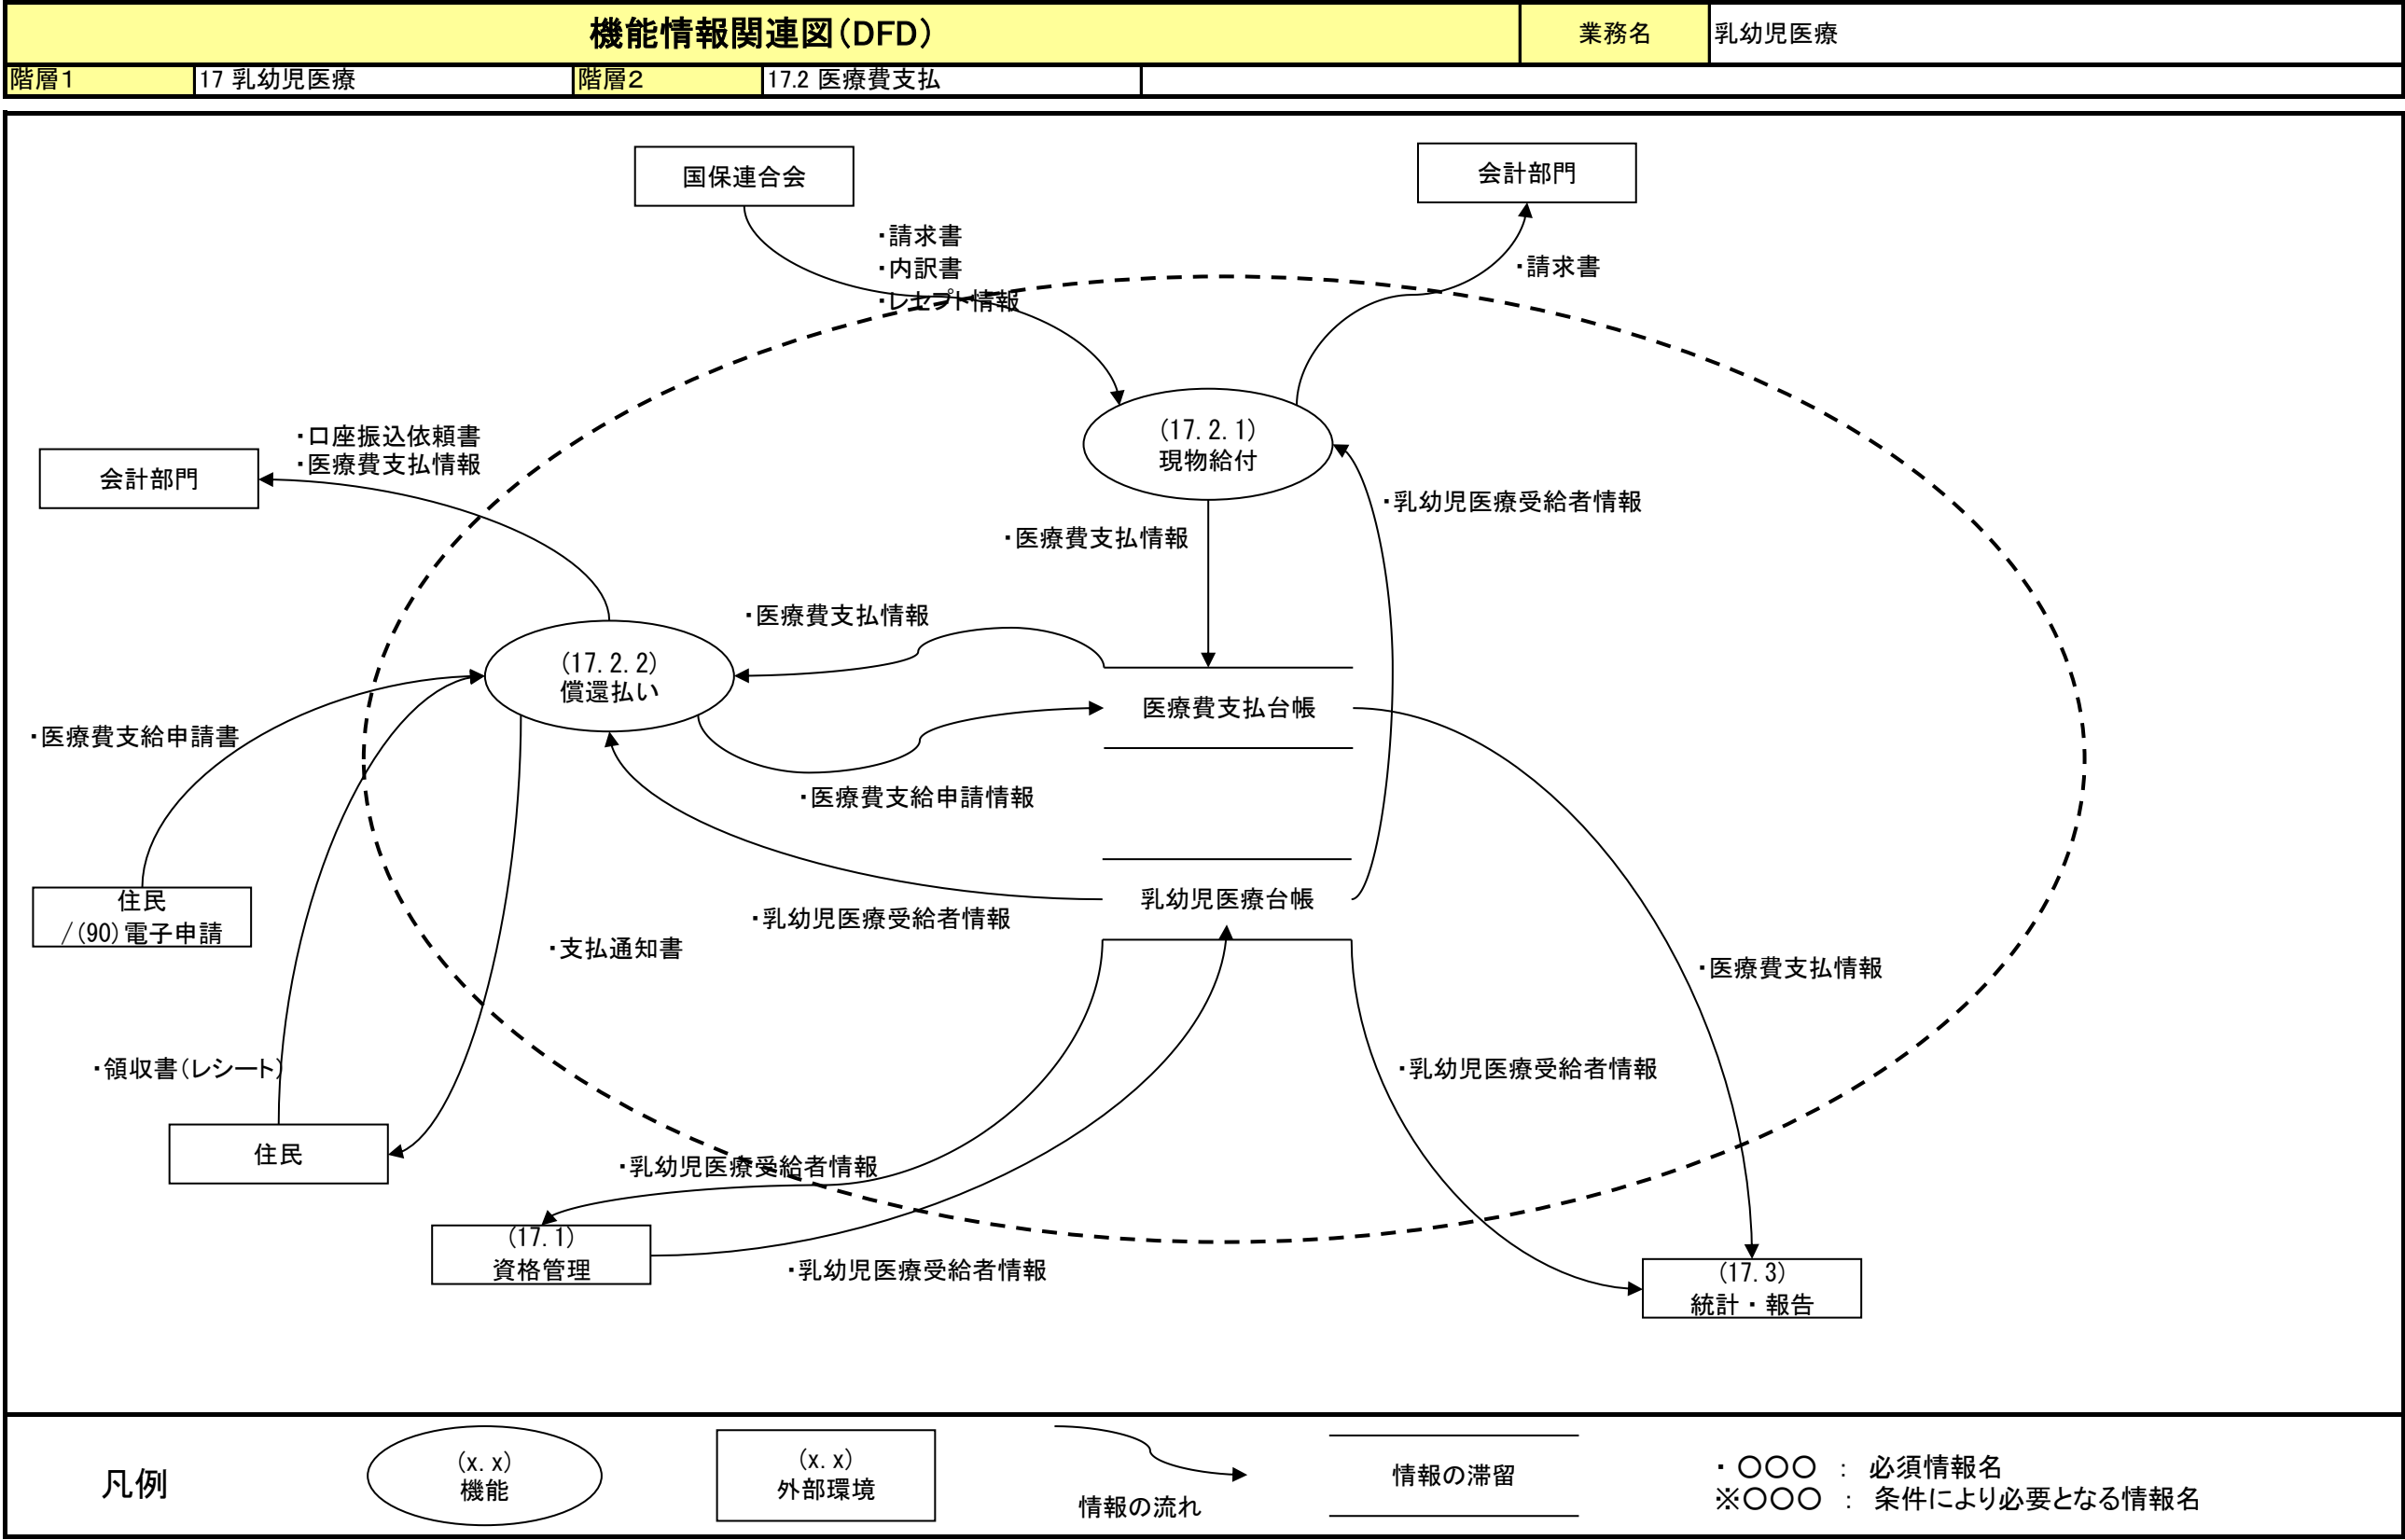 機能情報関連図(DFD)
業務名
乳幼児医療
階層1
17 乳幼児医療
階層2
17.2 医療費支払
国保連合会
会計部門
・請求書
・内訳書
・レセプト情報
・請求書
(17.2.1)
現物給付
・口座振込依頼書
・医療費支払情報
会計部門
・乳幼児医療受給者情報
・医療費支払情報
・医療費支払情報
(17.2.2)
償還払い
医療費支払台帳
・医療費支給申請書
・医療費支給申請情報
住民
/(90)電子申請
乳幼児医療台帳
・乳幼児医療受給者情報
・支払通知書
・医療費支払情報
・領収書(レシート)
・乳幼児医療受給者情報
住民
・乳幼児医療受給者情報
(17.1)
資格管理
・乳幼児医療受給者情報
(17.3)
統計・報告
凡例
(x.x)
機能
(x.x)
外部環境
情報の流れ
情報の滞留
・ 〇〇〇 : 必須情報名
※〇〇〇 : 条件により必要となる情報名